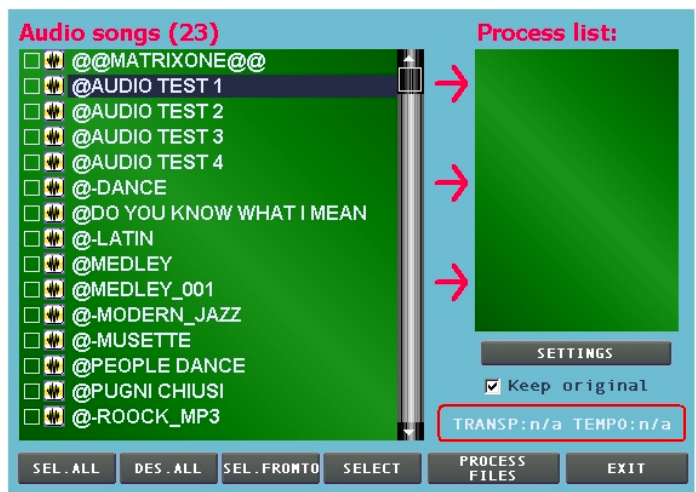 Audio songs (23)
Process list:
@@MATRIXONE@@
@AUDIO TEST 1
@AUDIO TEST 2
@AUDIO TEST 3
@AUDIO TEST 4
@-DANCE
@DO YOU KNOW WHAT I MEAN
@-LATIN
@MEDLEY
@MEDLEY_001
@-MODERN_JAZZ
@-MUSETTE
@PEOPLE DANCE
@PUGNI CHIUSI
@-ROOCK_MP3
SETTINGS
Keep original
TRANSP:n/a TEMPO:n/a
SEL.ALL
DES.ALL
SEL.FROMTO
SELECT
PROCESS
FILES
EXIT